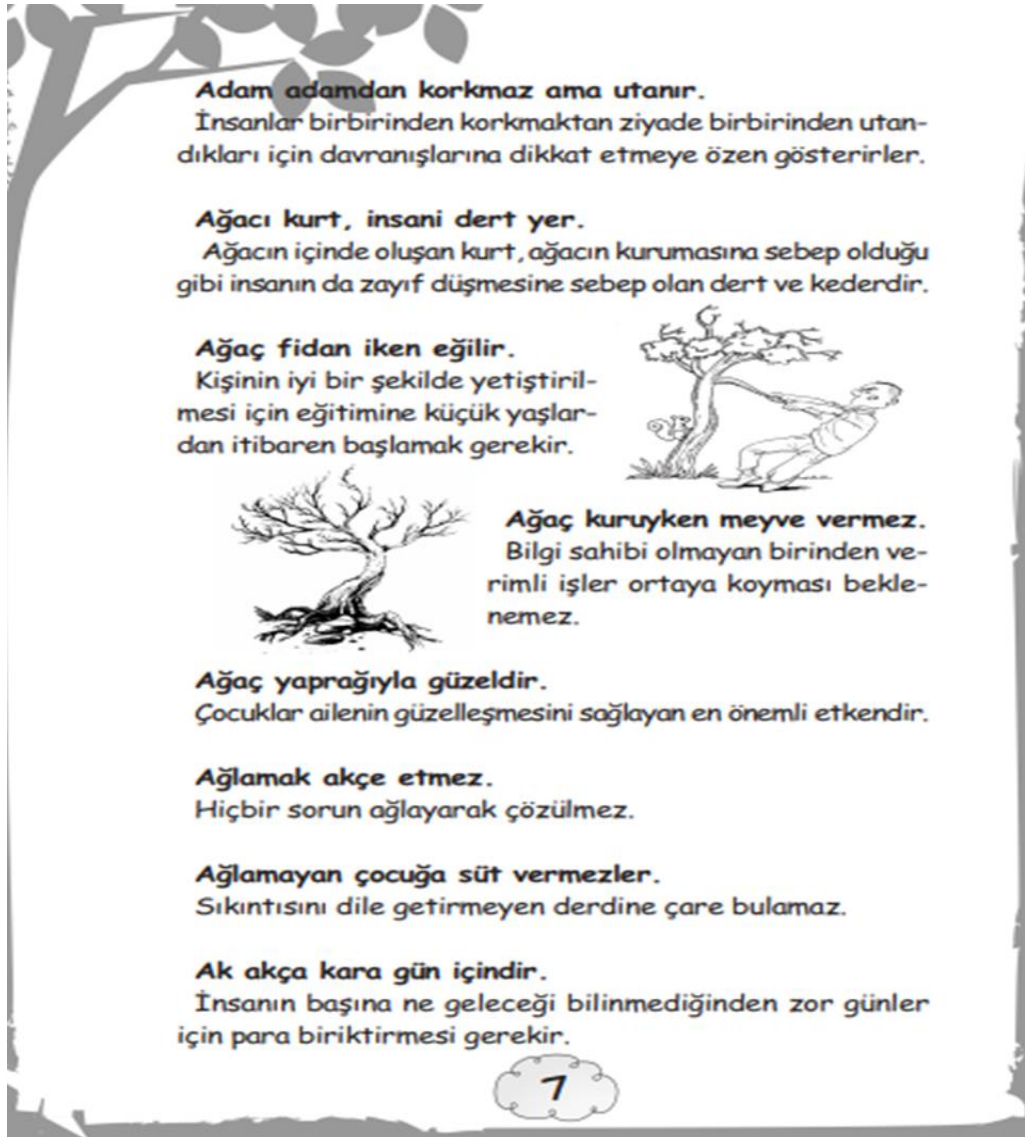 Adam adamdan korkmaz ama utanır.
İnsanlar birbirinden korkmaktan ziyade birbirinden utan-
dıkları için davranışlarına dikkat etmeye özen gösterirler.
Ağacı kurt, insani dert yer.
Ağacın içinde oluşan kurt, ağacın kurumasına sebep olduğu
gibi insanın da zayıf düşmesine sebep olan dert ve kederdir.
Ağaç fidan iken eğilir.
Kişinin iyi bir şekilde yetiştiril-
mesi için eğitimine küçük yaşlar-
dan itibaren başlamak gerekir.
Ağaç kuruyken meyve vermez.
Bilgi sahibi olmayan birinden ve-
rimli işler ortaya koyması bekle-
nemez.
Ağaç yaprağıyla güzeldir.
Çocuklar ailenin güzelleşmesini sağlayan en önemli etkendir.
Ağlamak akçe etmez.
Hiçbir sorun ağlayarak çözülmez.
Ağlamayan çocuğa süt vermezler.
Sıkıntısını dile getirmeyen derdine çare bulamaz.
Ak akça kara gün içindir.
İnsanın başına ne geleceği bilinmediğinden zor günler
için para biriktirmesi gerekir.
7